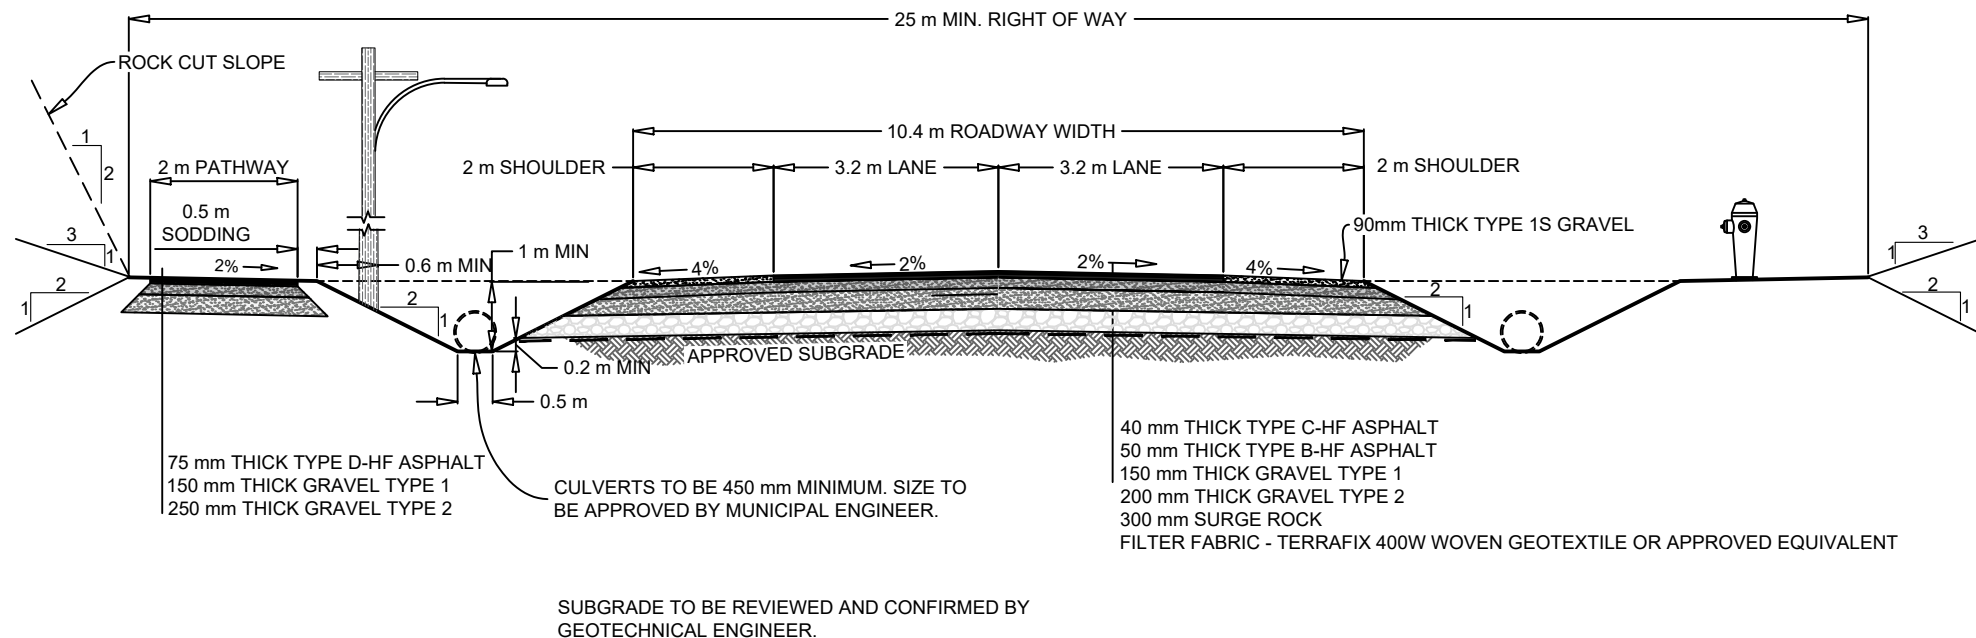 25 m MIN. RIGHT OF WAY
ROCK CUT SLOPE
10.4 m ROADWAY WIDTH
1
2
2 m PATHWAY
2 m SHOULDER
3.2 m LANE
3.2 m LANE
2 m SHOULDER
0.5 m
SODDING
90mm THICK TYPE 1S GRAVEL
3
1
2%
0.6 m MIN
1 m MIN
4%
2%
2%
4%
3
1
2
1
2
1
2
1
2
1
APPROVED SUBGRADE
0.2 m MIN
0.5 m
75 mm THICK TYPE D-HF ASPHALT
150 mm THICK GRAVEL TYPE 1
250 mm THICK GRAVEL TYPE 2
CULVERTS TO BE 450 mm MINIMUM. SIZE TO
BE APPROVED BY MUNICIPAL ENGINEER.
40 mm THICK TYPE C-HF ASPHALT
50 mm THICK TYPE B-HF ASPHALT
150 mm THICK GRAVEL TYPE 1
200 mm THICK GRAVEL TYPE 2
300 mm SURGE ROCK
FILTER FABRIC - TERRAFIX 400W WOVEN GEOTEXTILE OR APPROVED EQUIVALENT
SUBGRADE TO BE REVIEWED AND CONFIRMED BY
GEOTECHNICAL ENGINEER.